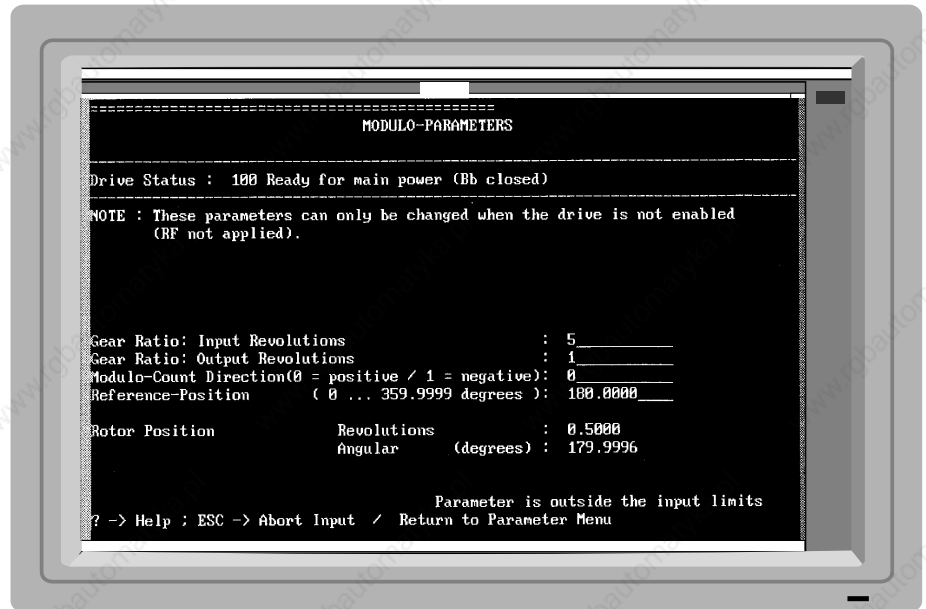 ===============================================
MODULO-PARAMETERS
Drive Status : 100 Ready for main power (Bb closed)
NOTE : These parameters can only be changed when the drive is not enabled
(RF not applied).
Gear Ratio: Input Revolutions : 5
Gear Ratio: Output Revolutions : 1
Modulo-Count Direction(0 = positive / 1 = negative): 0
Reference-Position ( 0 ... 359.9999 degrees ): 180.0000
Rotor Position Revolutions : 0.5000
Angular (degrees) : 179.9996
Parameter is outside the input limits
? -> Help ; ESC -> Abort Input / Return to Parameter Menu